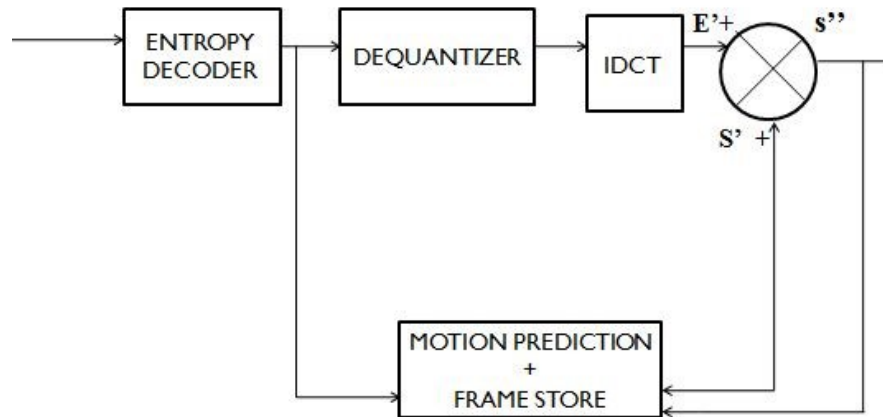 ENTROPY
DECODER
DEQUANTIZER
IDCT
E’+
s’’
S’ +
MOTION PREDICTION
+
FRAME STORE